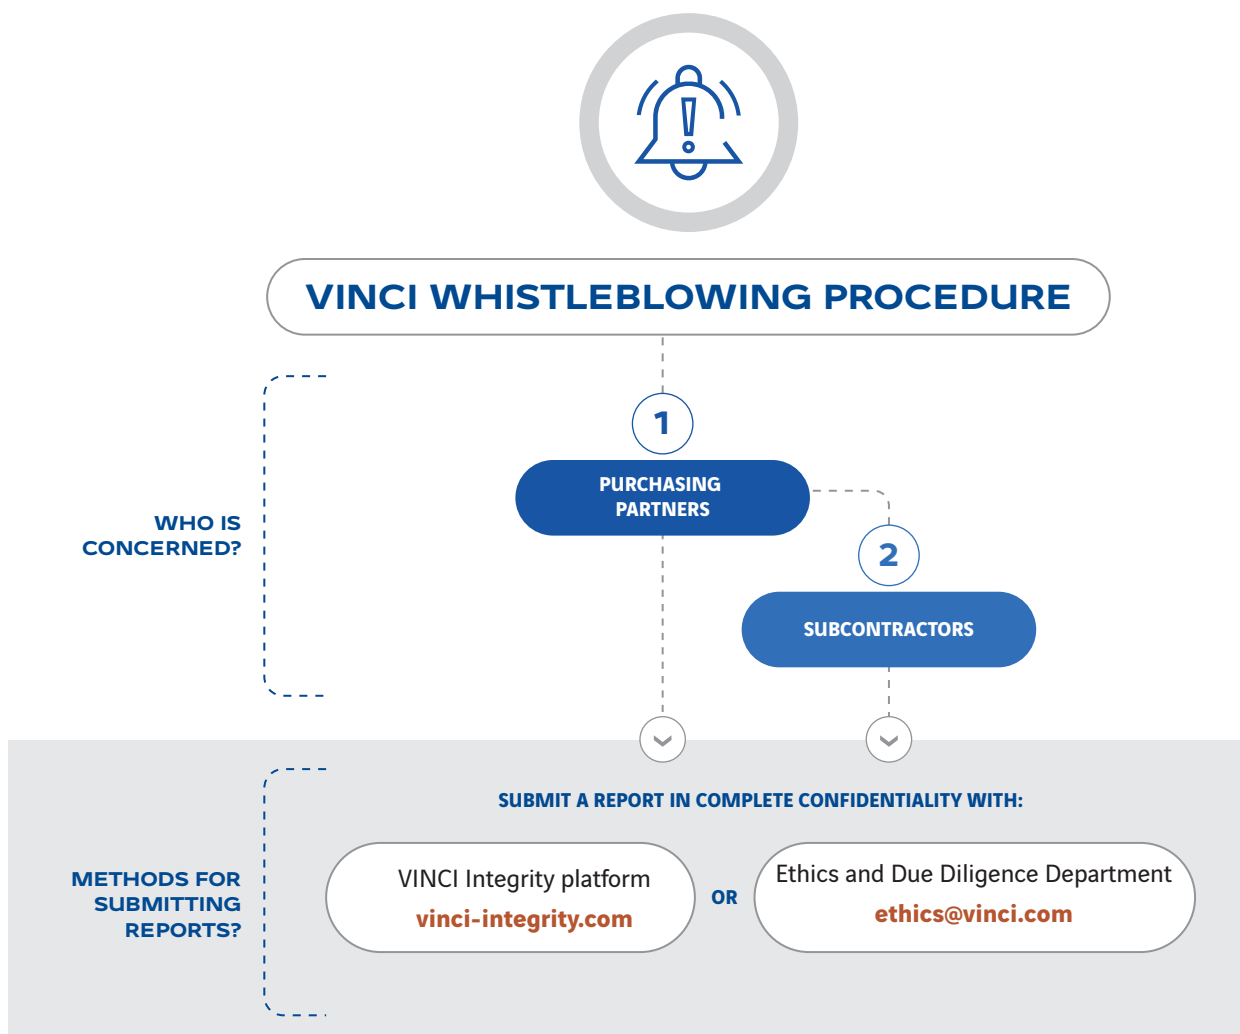 VINCI WHISTLEBLOWING PROCEDURE
1
PURCHASING
PARTNERS
WHO IS
CONCERNED?
2
SUBCONTRACTORS
SUBMIT A REPORT IN COMPLETE CONFIDENTIALITY WITH:
METHODS FOR
SUBMITTING
REPORTS?
VINCI Integrity platform
vinci-integrity.com
OR
Ethics and Due Diligence Department
ethics@vinci.com